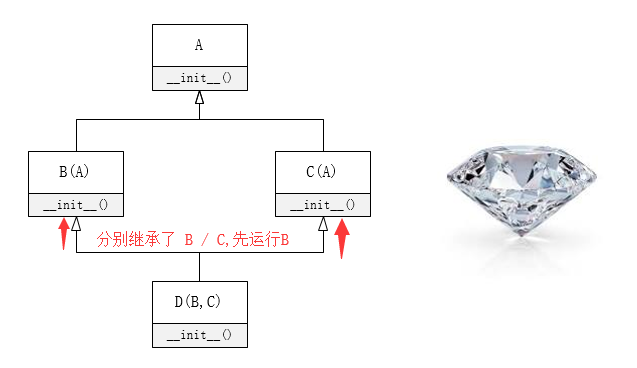 A
__init__()
B(A)
C(A)
__init__()
__init__()
分别继承了 B / C,先运行B
D(B,C)
__init__()